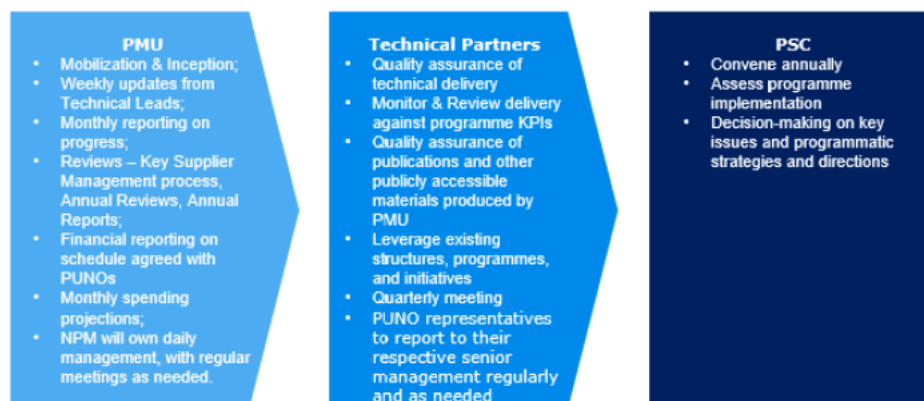 PMU
• Mobilization & Inception;
• Weekly updates from
Technical Leads;
• Monthly reporting on
progress;
• Reviews – Key Supplier
Management process,
Annual Reviews, Annual
Reports;
• Financial reporting on
schedule agreed with
PUNOs
• Monthly spending
projections;
• NPM will own daily
management, with regular
meetings as needed.
Technical Partners
• Quality assurance of
technical delivery
• Monitor & Review delivery
against programme KPIs
• Quality assurance of
publications and other
publicly accessible
materials produced by
PMU
• Leverage existing
structures, programmes,
and initiatives
• Quarterly meeting
• PUNO representatives
to report to their
respective senior
management regularly
and as needed
PSC
• Convene annually
• Assess programme
implementation
• Decision-making on key
issues and programmatic
strategies and directions